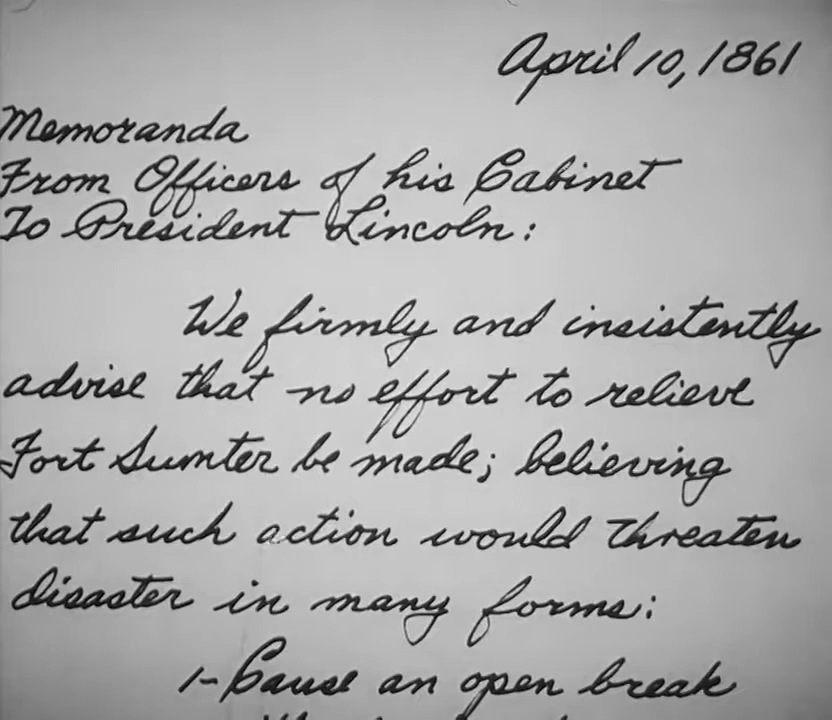 April 10, 1861
Memoranda
From Officers of his Cabinet
To President Lincoln:
We firmly and insistently
advise that no effort to relieve
Fort Sumter be made; believing
that such action would threaten
disaster in many forms:
1- Cause an open break